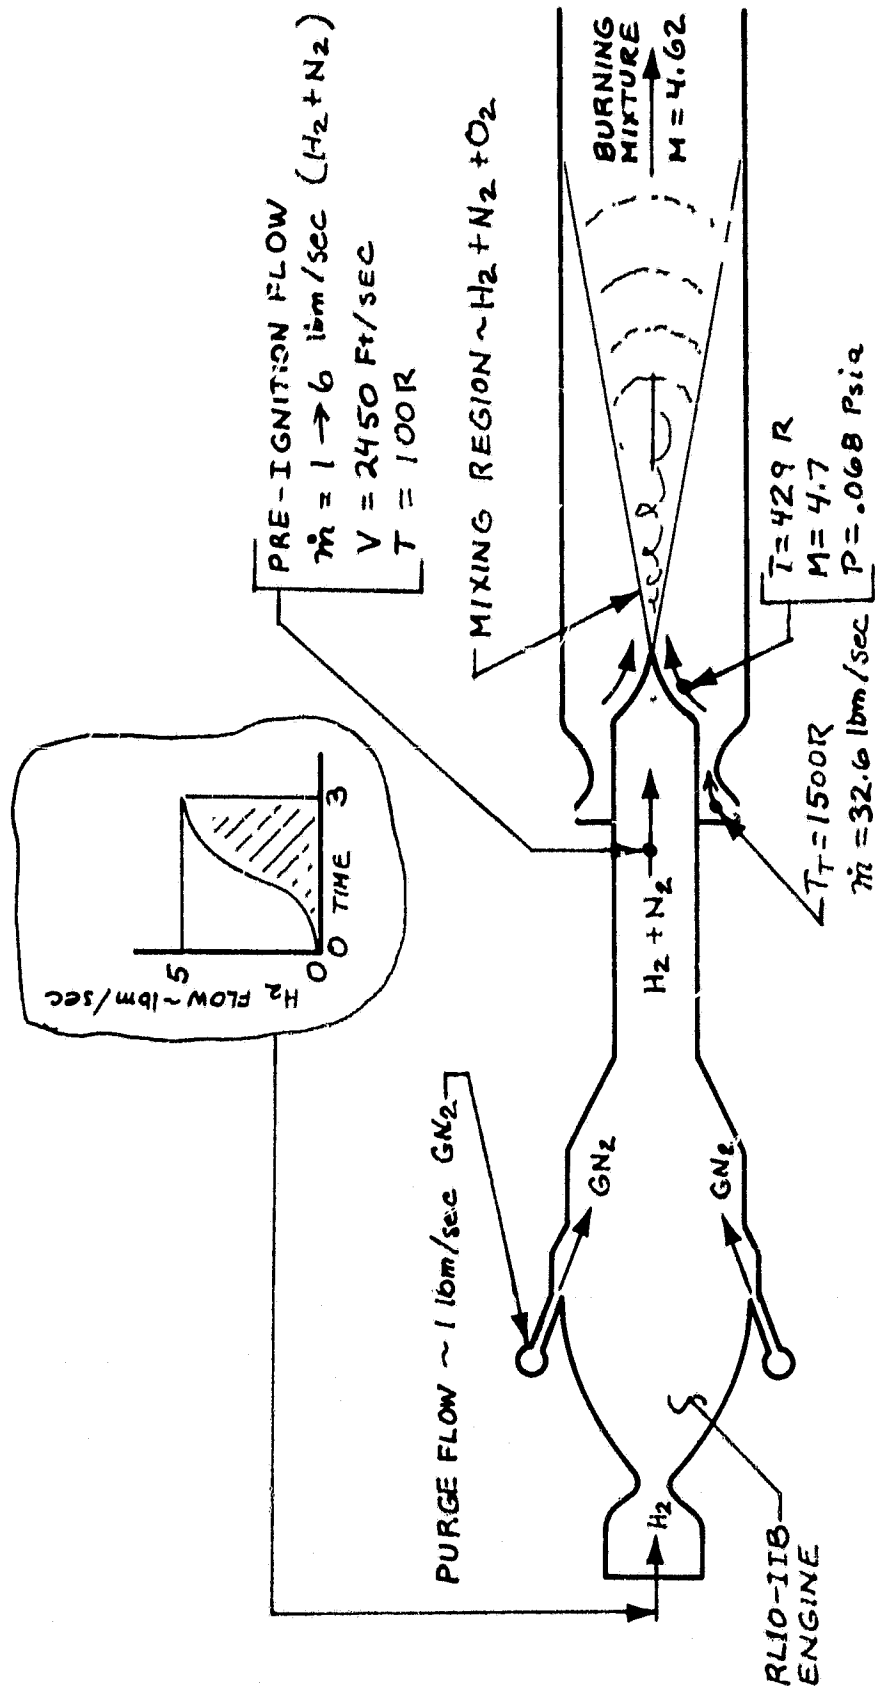 PRE-IGNITION FLOW
ṁ = 1 → 6 lbm/sec (H₂+N₂)
V = 2450 Ft/SEC
T = 100R
MIXING REGION ~ H₂+N₂+O₂
BURNING
MIXTURE
M = 4.62
H₂ FLOW ~ lbm/sec
5
0
0
TIME
3
PURGE FLOW ~ 1 lbm/sec GN₂
GN₂
GN₂
H₂
H₂+N₂
RL10-IIB
ENGINE
T_T = 1500R
ṁ = 32.6 lbm/sec
T = 429 R
M = 4.7
P = .068 Psia